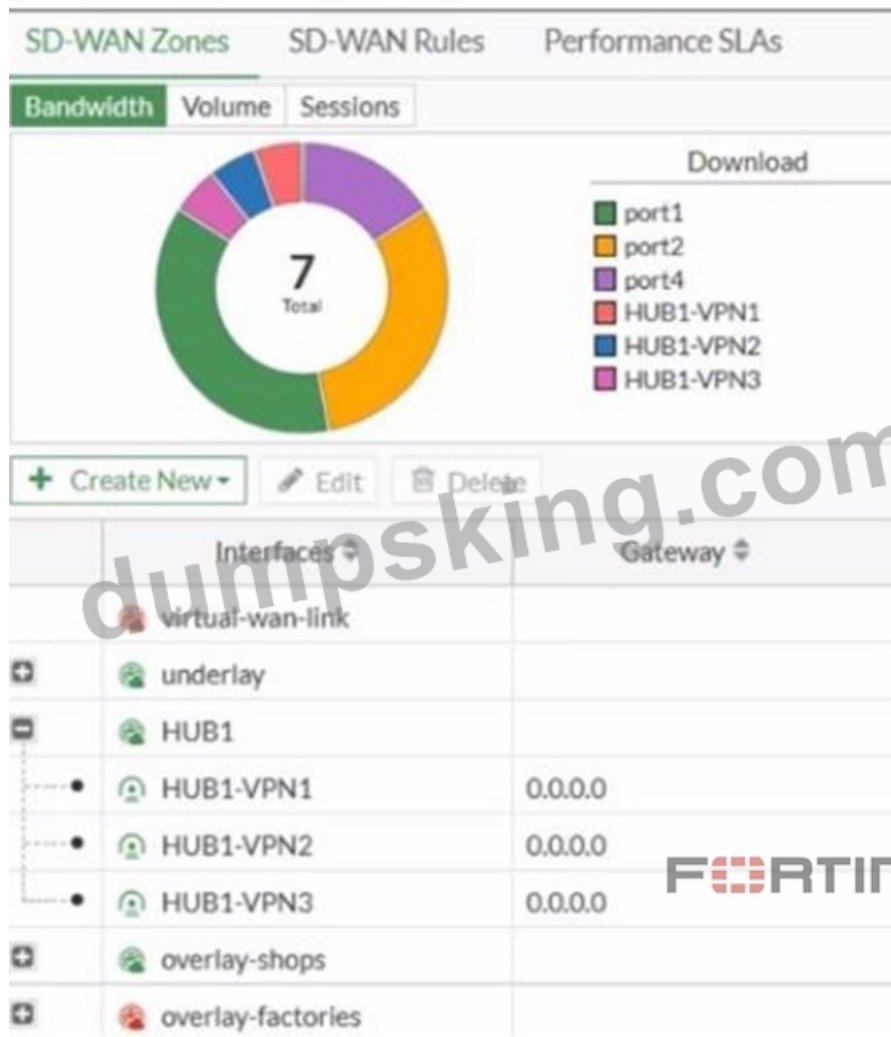 SD-WAN Zones SD-WAN Rules Performance SLAs
Bandwidth Volume Sessions
Download
7
Total
port1
port2
port4
HUB1-VPN1
HUB1-VPN2
HUB1-VPN3
+ Create New Edit Delete
dumpsking.com
Interfaces Gateway
virtual-wan-link
underlay
HUB1
HUB1-VPN1 0.0.0.0
HUB1-VPN2 0.0.0.0
FORTIN
HUB1-VPN3 0.0.0.0
overlay-shops
overlay-factories